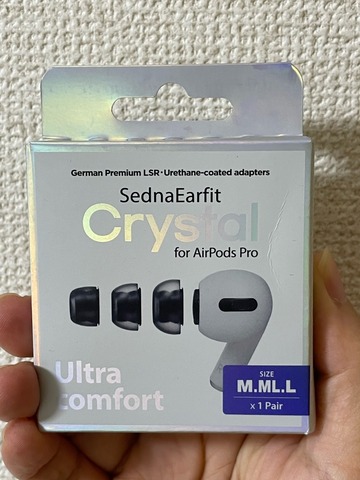 German Premium LSR·Urethane-coated adapters
SednaEarfit
Crystal
for AirPods Pro
Ultra
comfort
SIZE
M.ML.L
x 1 Pair